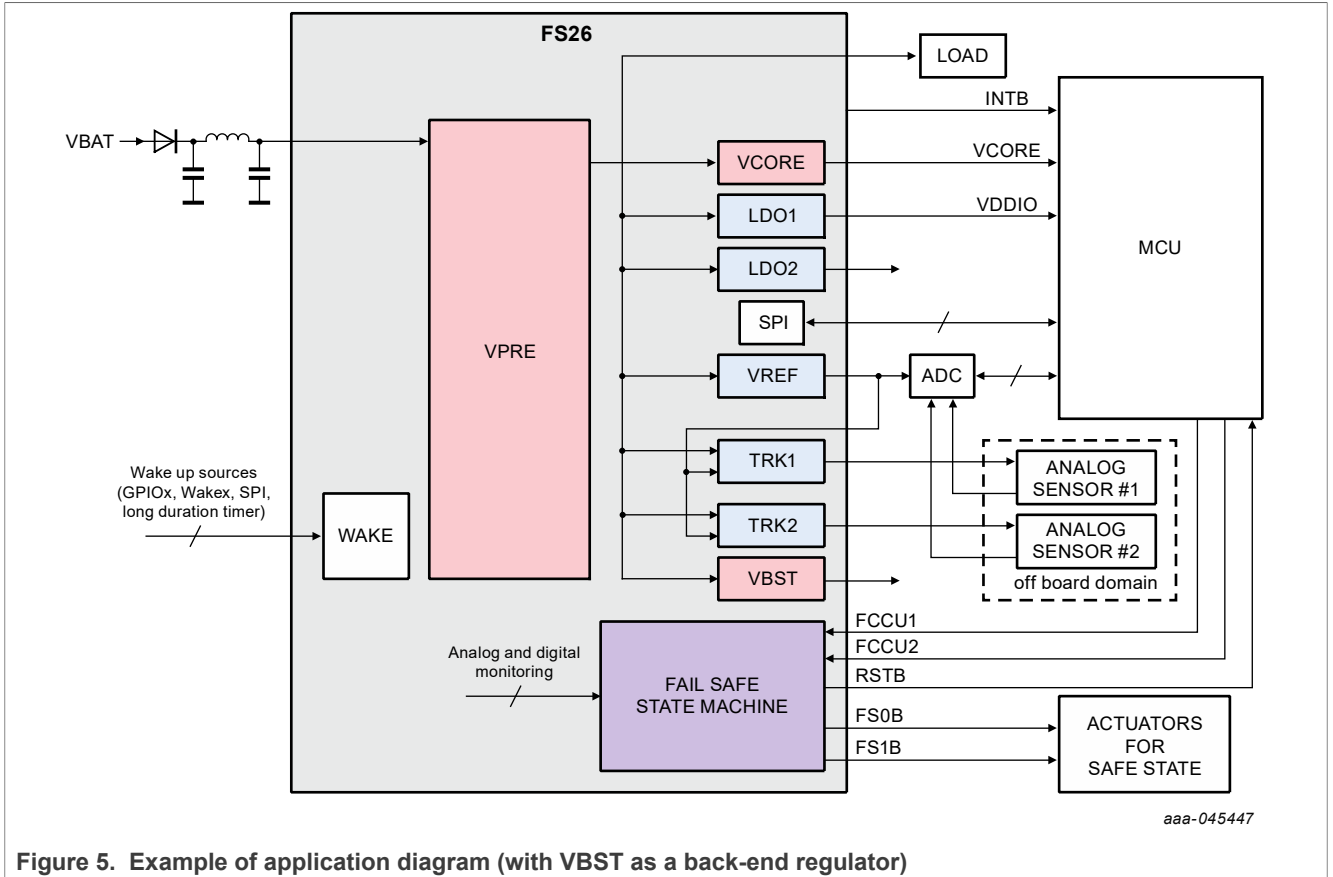 FS26
LOAD
INTB
VBAT
VCORE
VCORE
LDO1
VDDIO
MCU
LDO2
SPI
VPRE
VREF
ADC
TRK1
ANALOG
SENSOR #1
Wake up sources
(GPIOx, Wakex, SPI,
long duration timer)
WAKE
TRK2
ANALOG
SENSOR #2
VBST
off board domain
FCCU1
FCCU2
Analog and digital
monitoring
FAIL SAFE
STATE MACHINE
RSTB
FS0B
FS1B
ACTUATORS
FOR
SAFE STATE
aaa-045447
Figure 5. Example of application diagram (with VBST as a back-end regulator)